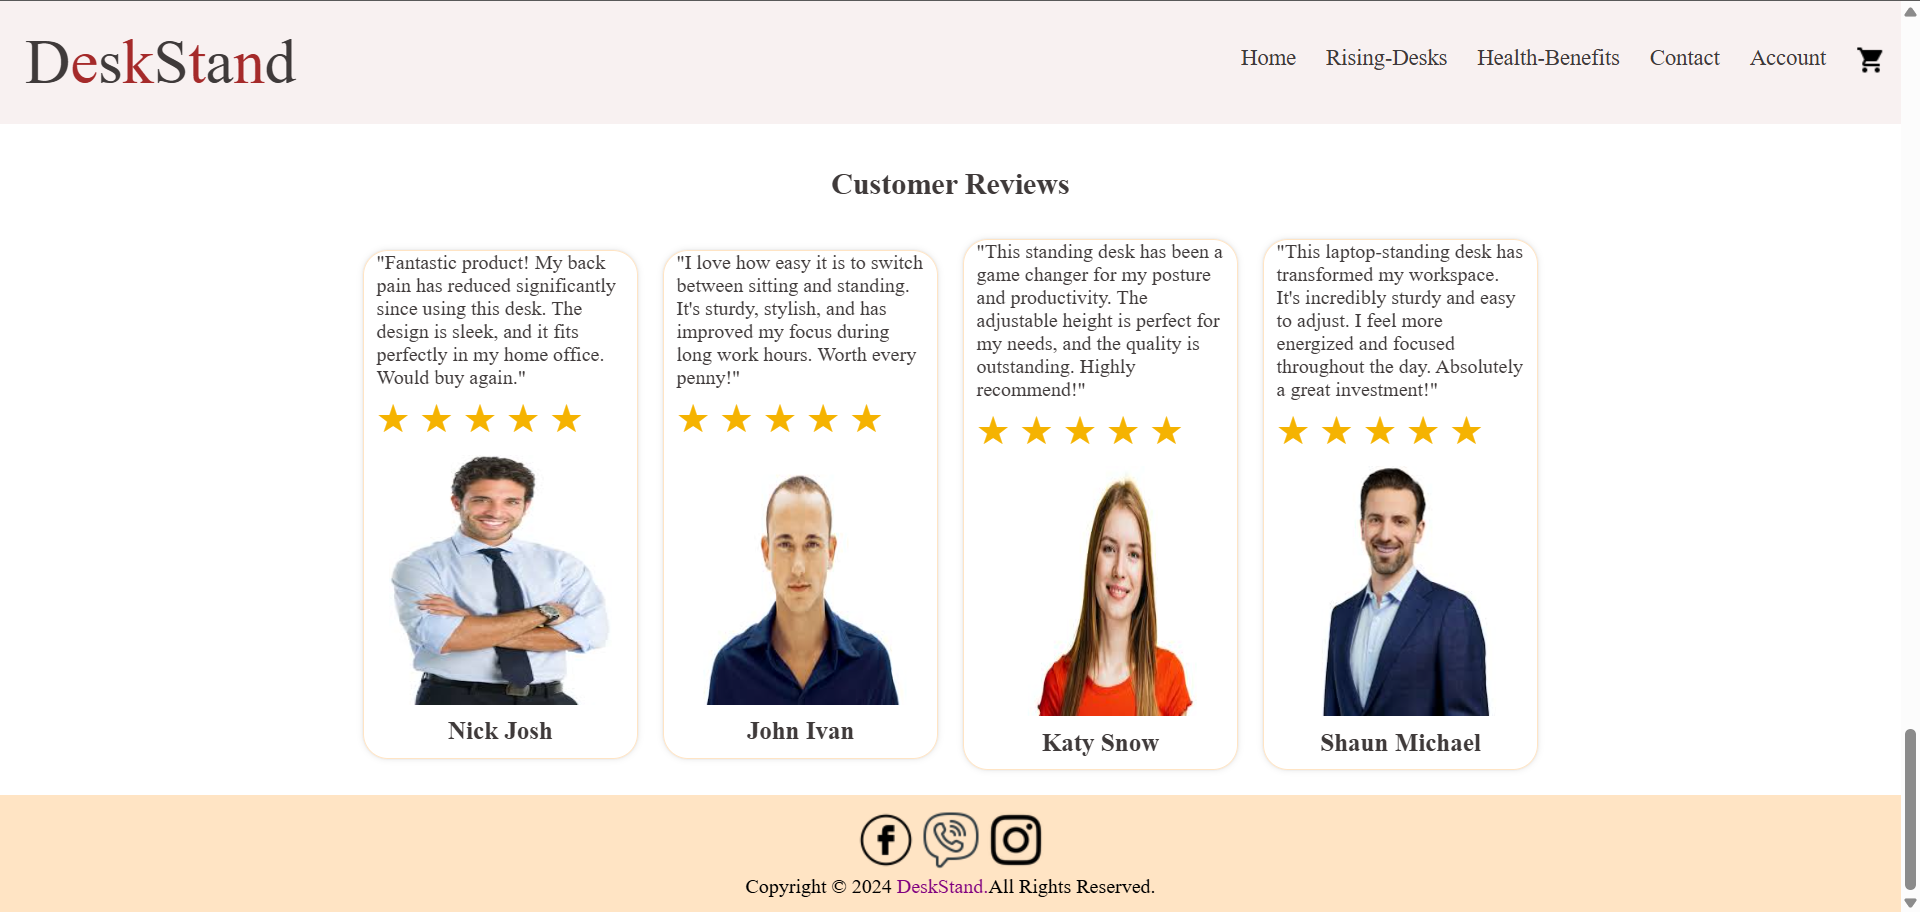 DeskStand
Home Rising-Desks Health-Benefits Contact Account
Customer Reviews
"Fantastic product! My back
pain has reduced significantly
since using this desk. The
design is sleek, and it fits
perfectly in my home office.
Would buy again."
Nick Josh
"I love how easy it is to switch
between sitting and standing.
It's sturdy, stylish, and has
improved my focus during
long work hours. Worth every
penny!"
John Ivan
"This standing desk has been a
game changer for my posture
and productivity. The
adjustable height is perfect for
my needs, and the quality is
outstanding. Highly
recommend!"
Katy Snow
"This laptop-standing desk has
transformed my workspace.
It's incredibly sturdy and easy
to adjust. I feel more
energized and focused
throughout the day. Absolutely
a great investment!"
Shaun Michael
Copyright © 2024 DeskStand.All Rights Reserved.